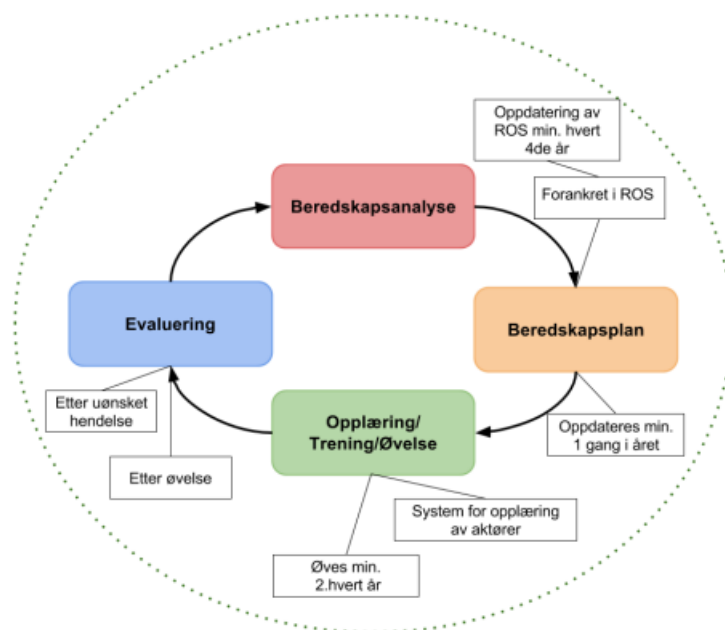 Oppdatering av
ROS min. hvert
4de år
Beredskapsanalyse
Forankret i ROS
Evaluering
Beredskapsplan
Etter uønsket
hendelse
Opplæring/
Trening/Øvelse
Oppdateres min.
1 gang i året
Etter øvelse
System for opplæring
av aktører
Øves min.
2.hvert år